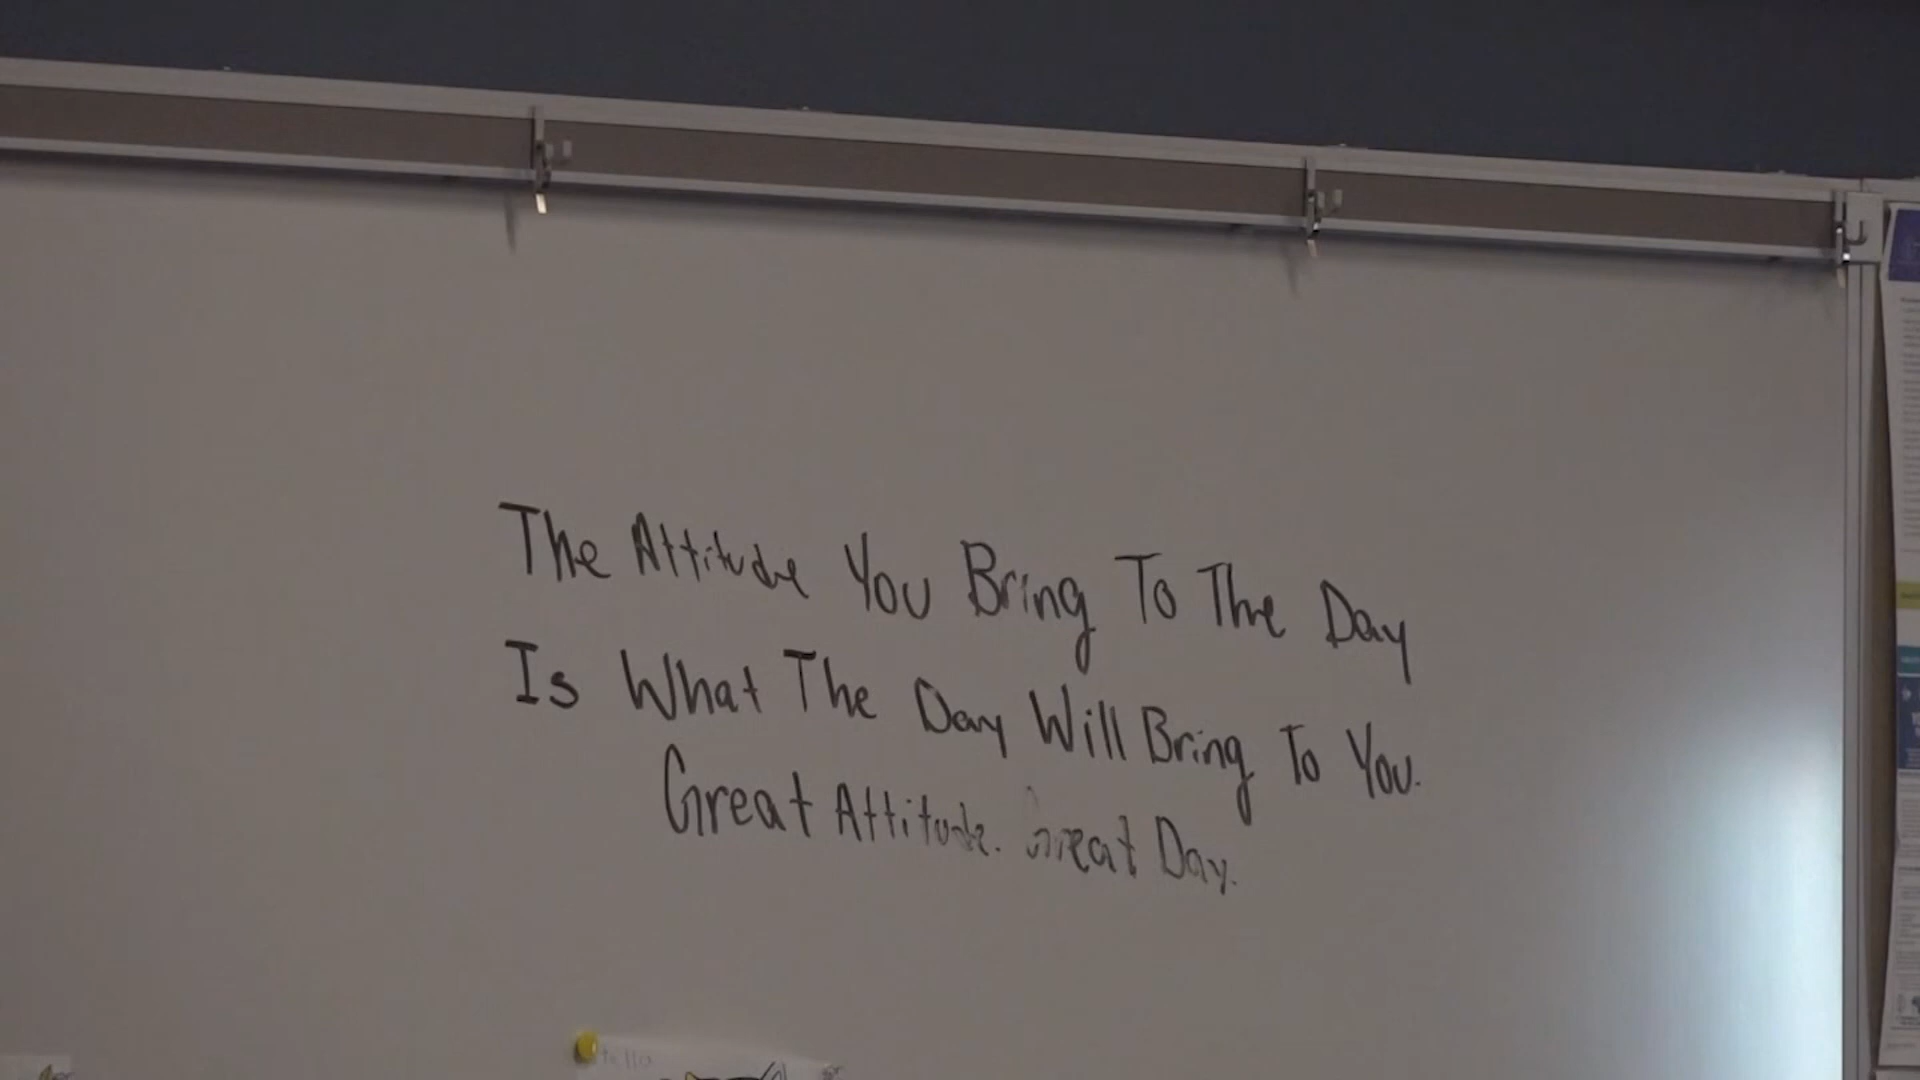 The Attitude You Bring To The Day
Is What The Day Will Bring To You.
Great Attitude. Great Day.